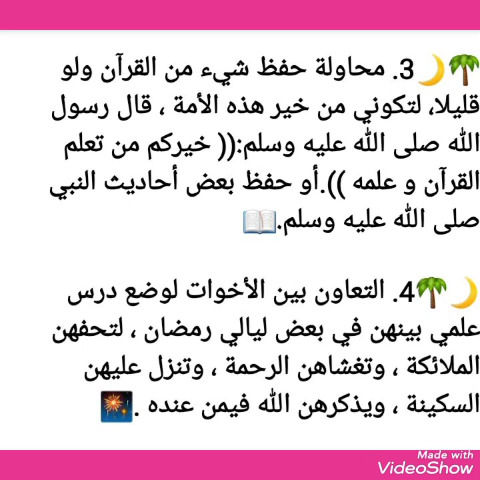 🌴🌙3. محاولة حفظ شيء من القرآن ولو
قليلا، لتكوني من خير هذه الأمة ، قال رسول
الله صلى الله عليه وسلم:(( خيركم من تعلم
القرآن و علمه )).أو حفظ بعض أحاديث النبي
صلى الله عليه وسلم.📖
🌙🌴4. التعاون بين الأخوات لوضع درس
علمي بينهن في بعض ليالي رمضان ، لتحفهن
الملائكة ، وتغشاهن الرحمة ، وتنزل عليهن
السكينة ، ويذكرهن الله فيمن عنده .🎆
Made with
VideoShow